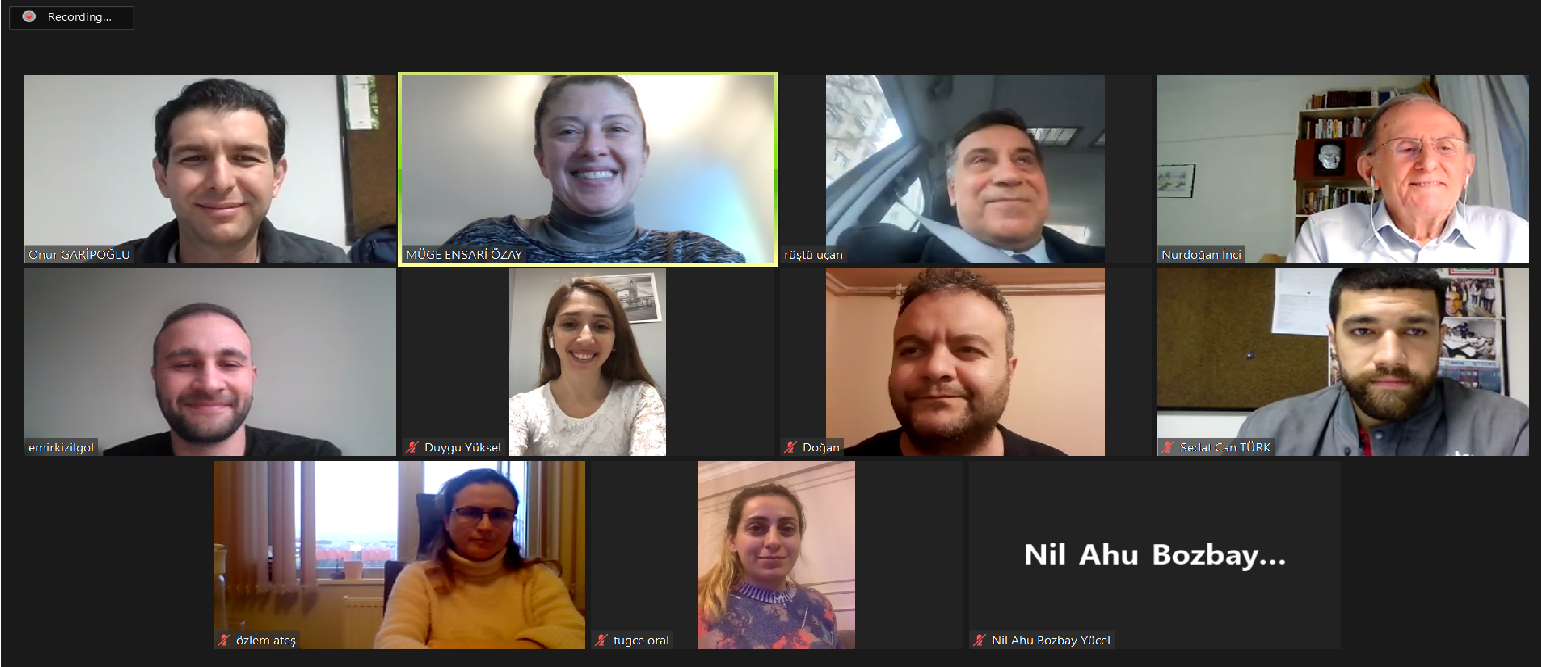 Recording...
Onur GARİPOĞLU
MÜGE ENSARİ ÖZAY
rüştü uçan
Nurdoğan İnci
emirkizilgol
Duygu Yüksel
Doğan
Sedat Can TÜRK
Nil Ahu Bozbay...
özlem ateş
tugce oral
Nil Ahu Bozbay Yücel